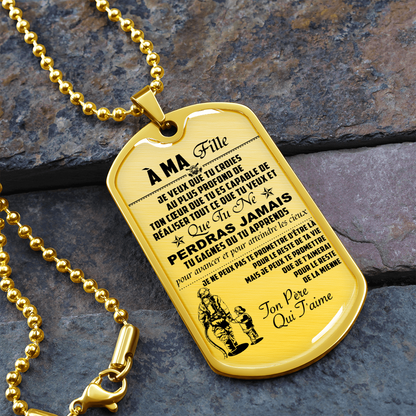 À MA Fille
JE VEUX QUE TU CROIES
AU PLUS PROFOND DE
TON CŒUR QUE TU ES CAPABLE DE
RÉALISER TOUT CE QUE TU VEUX ET
Que Tu Ne
PERDRAS JAMAIS
TU GAGNES OU TU APPRENDS
pour avancer et pour atteindre les cieux
JE NE PEUX PAS TE PROMETTRE D'ÊTRE LÀ
POUR LE RESTE DE TA VIE
MAIS JE PEUX TE PROMETTRE
QUE JE T'AIMERAI
POUR LE RESTE
DE LA MIENNE
Ton Père
Qui T'aime